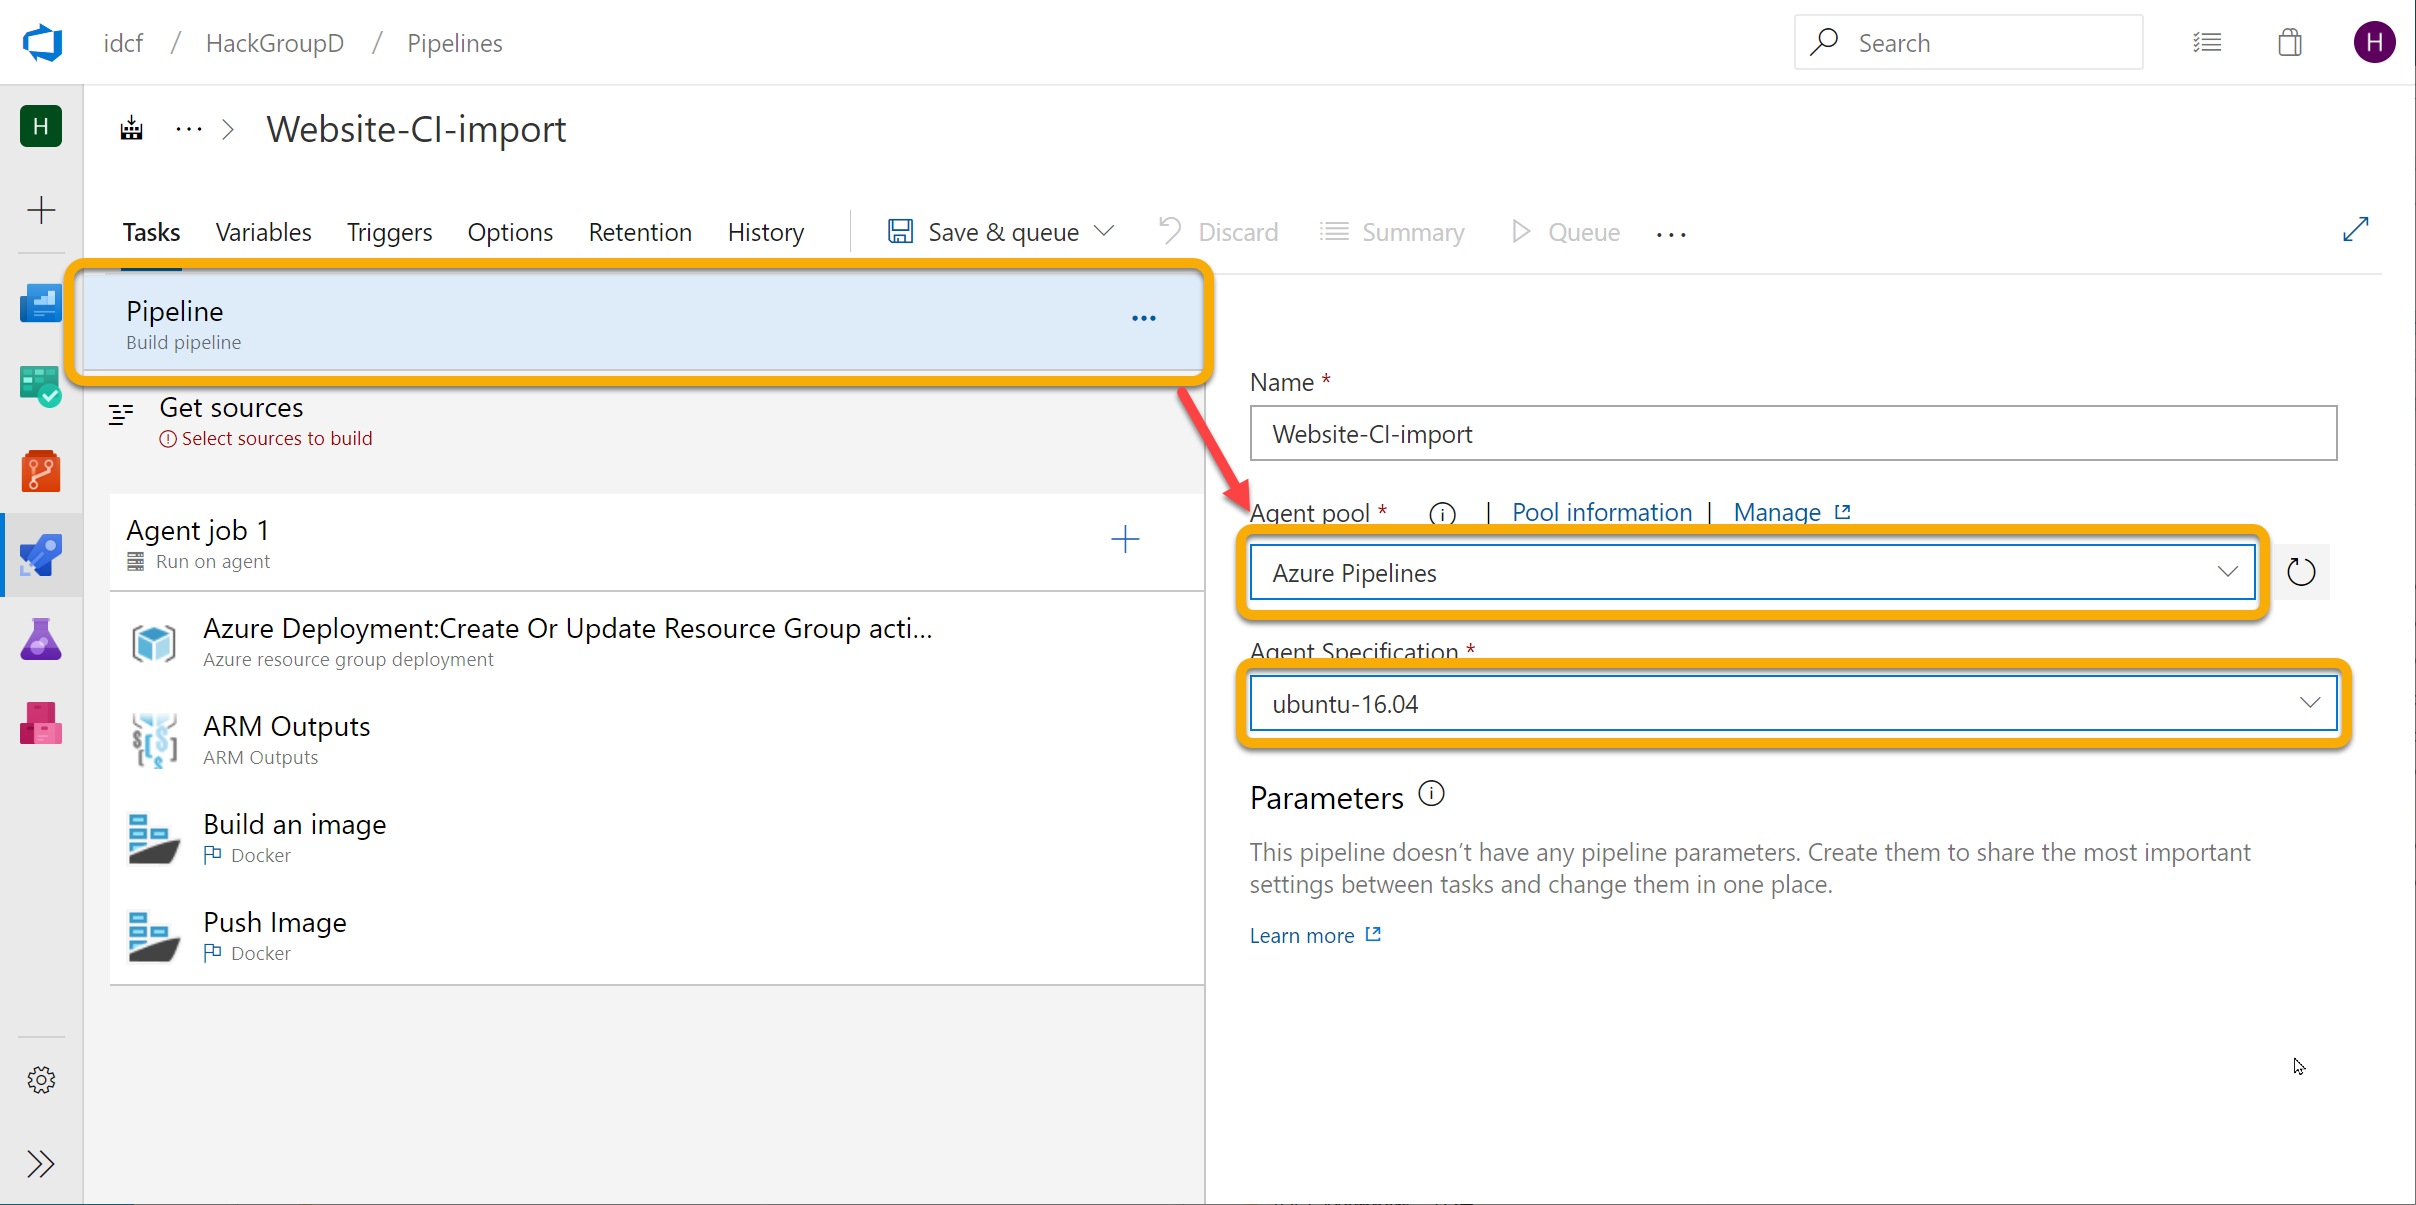 idcf / HackGroupD / Pipelines
Search
H
H
... > Website-CI-import
Tasks Variables Triggers Options Retention History Save & queue Discard Summary Queue ...
Pipeline
Build pipeline
Get sources
Select sources to build
Agent job 1
Run on agent
Azure Deployment:Create Or Update Resource Group acti...
Azure resource group deployment
ARM Outputs
ARM Outputs
Build an image
Docker
Push Image
Docker
Name *
Website-CI-import
Agent pool * | Pool information | Manage
Azure Pipelines
Agent Specification *
ubuntu-16.04
Parameters
This pipeline doesn't have any pipeline parameters. Create them to share the most important
settings between tasks and change them in one place.
Learn more